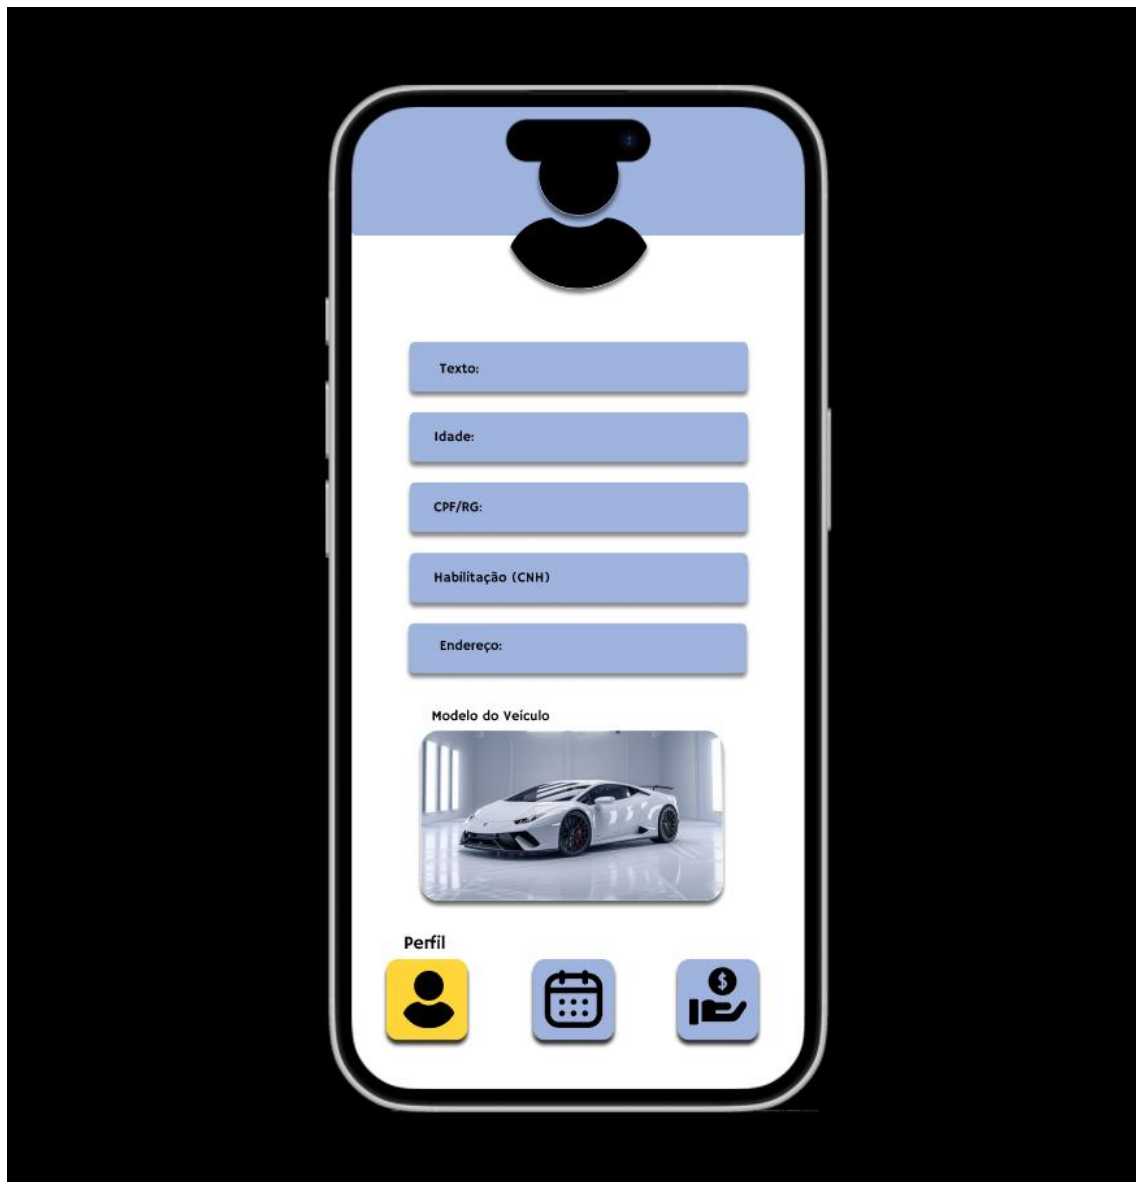 Texto:
Idade:
CPF/RG:
Habilitação (CNH)
Endereço:
Modelo do Veículo
Perfil
$